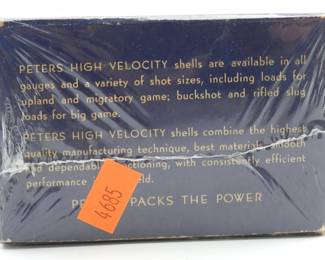 PETERS HIGH VELOCITY shells are available in all
gauges and a variety of shot sizes, including loads for
upland and migratory game; buckshot and rifled slug
loads for big game.
PETERS HIGH VELOCITY shells combine the highest
quality manufacturing technique, best materials, smooth
and dependable functioning, with consistently efficient
performance
PACKS THE POWER
4685